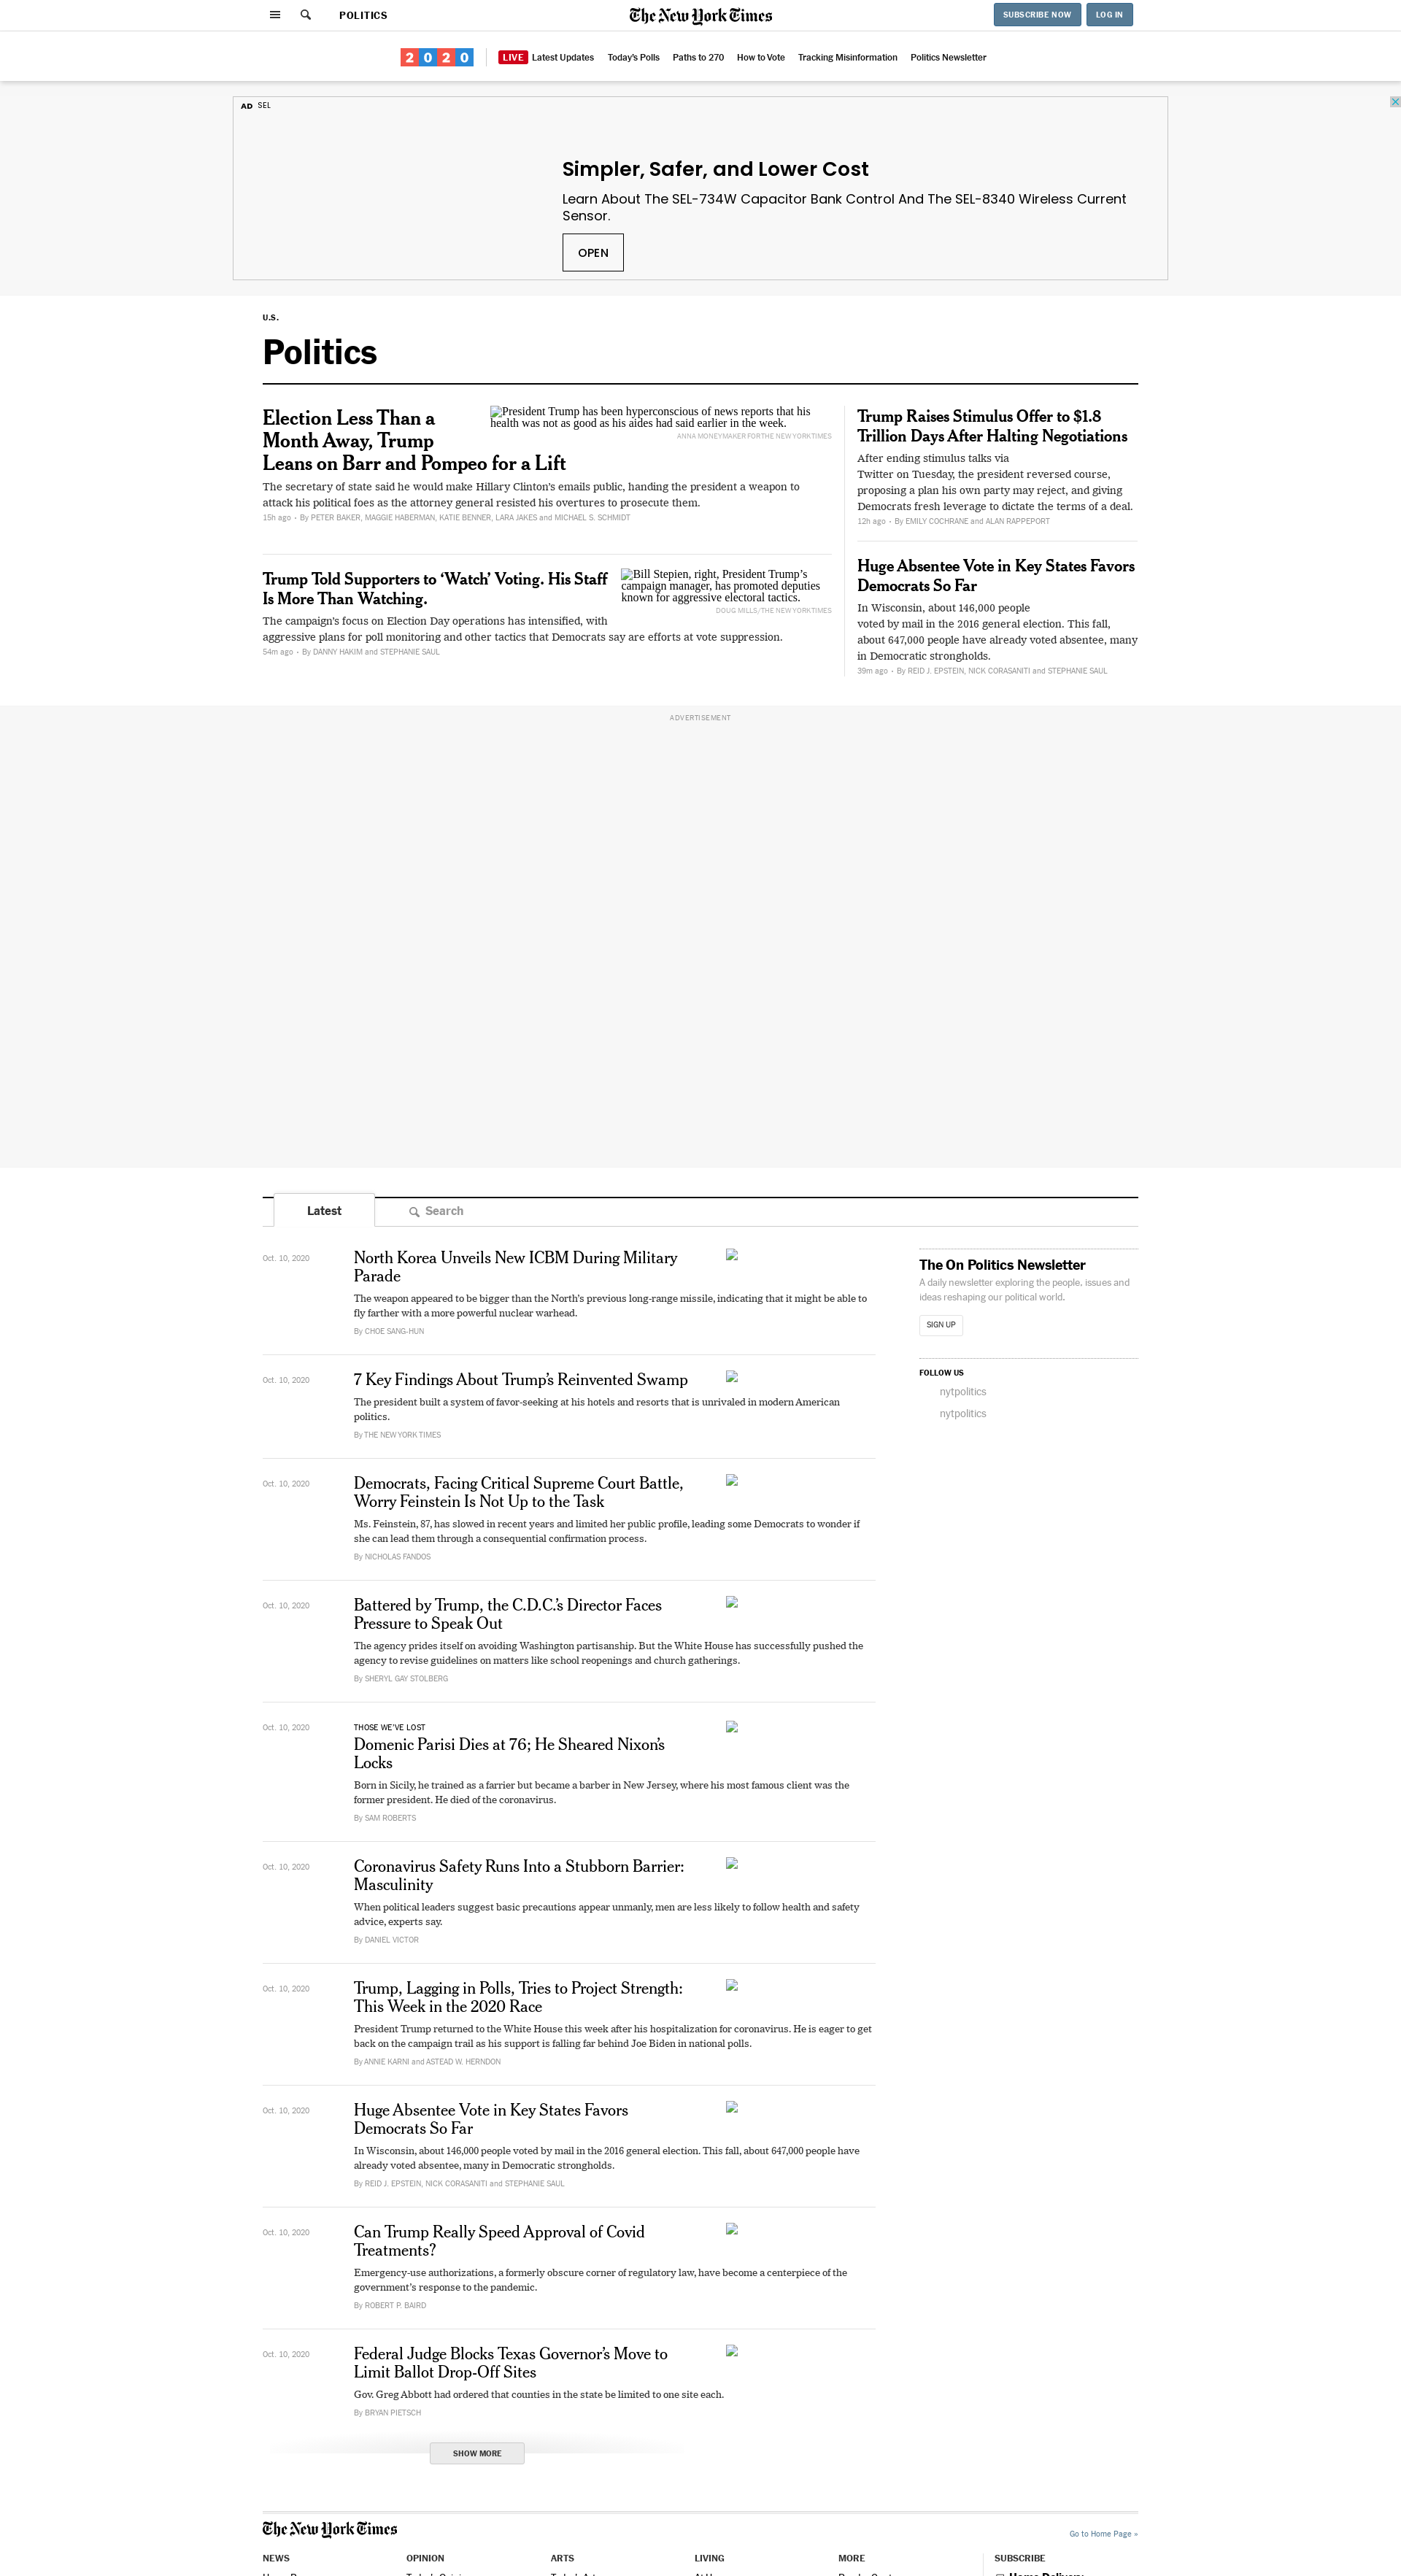 POLITICS
The New York Times
SUBSCRIBE NOW
LOG IN
2020
LIVE Latest Updates
Today's Polls
Paths to 270
How to Vote
Tracking Misinformation
Politics Newsletter
AD SEL
Simpler, Safer, and Lower Cost
Learn About The SEL-734W Capacitor Bank Control And The SEL-8340 Wireless Current
Sensor.
OPEN
U.S.
Politics
Election Less Than a
Month Away, Trump
Leans on Barr and Pompeo for a Lift
President Trump has been hyperconscious of news reports that his
health was not as good as his aides had said earlier in the week.
ANNA MONEYMAKER FOR THE NEW YORK TIMES
The secretary of state said he would make Hillary Clinton's emails public, handing the president a weapon to
attack his political foes as the attorney general resisted his overtures to prosecute them.
15h ago • By PETER BAKER, MAGGIE HABERMAN, KATIE BENNER, LARA JAKES and MICHAEL S. SCHMIDT
Trump Told Supporters to ‘Watch’ Voting. His Staff
Is More Than Watching.
Bill Stepien, right, President Trump’s
campaign manager, has promoted deputies
known for aggressive electoral tactics.
DOUG MILLS/THE NEW YORK TIMES
The campaign’s focus on Election Day operations has intensified, with
aggressive plans for poll monitoring and other tactics that Democrats say are efforts at vote suppression.
54m ago • By DANNY HAKIM and STEPHANIE SAUL
Trump Raises Stimulus Offer to $1.8
Trillion Days After Halting Negotiations
After ending stimulus talks via
Twitter on Tuesday, the president reversed course,
proposing a plan his own party may reject, and giving
Democrats fresh leverage to dictate the terms of a deal.
12h ago • By EMILY COCHRANE and ALAN RAPPEPORT
Huge Absentee Vote in Key States Favors
Democrats So Far
In Wisconsin, about 146,000 people
voted by mail in the 2016 general election. This fall,
about 647,000 people have already voted absentee, many
in Democratic strongholds.
39m ago • By REID J. EPSTEIN, NICK CORASANITI and STEPHANIE SAUL
ADVERTISEMENT
Latest
Search
Oct. 10, 2020
North Korea Unveils New ICBM During Military
Parade
The weapon appeared to be bigger than the North’s previous long-range missile, indicating that it might be able to
fly farther with a more powerful nuclear warhead.
By CHOE SANG-HUN
Oct. 10, 2020
7 Key Findings About Trump’s Reinvented Swamp
The president built a system of favor-seeking at his hotels and resorts that is unrivaled in modern American
politics.
By THE NEW YORK TIMES
Oct. 10, 2020
Democrats, Facing Critical Supreme Court Battle,
Worry Feinstein Is Not Up to the Task
Ms. Feinstein, 87, has slowed in recent years and limited her public profile, leading some Democrats to wonder if
she can lead them through a consequential confirmation process.
By NICHOLAS FANDOS
Oct. 10, 2020
Battered by Trump, the C.D.C.’s Director Faces
Pressure to Speak Out
The agency prides itself on avoiding Washington partisanship. But the White House has successfully pushed the
agency to revise guidelines on matters like school reopenings and church gatherings.
By SHERYL GAY STOLBERG
Oct. 10, 2020
THOSE WE’VE LOST
Domenic Parisi Dies at 76; He Sheared Nixon’s
Locks
Born in Sicily, he trained as a farrier but became a barber in New Jersey, where his most famous client was the
former president. He died of the coronavirus.
By SAM ROBERTS
Oct. 10, 2020
Coronavirus Safety Runs Into a Stubborn Barrier:
Masculinity
When political leaders suggest basic precautions appear unmanly, men are less likely to follow health and safety
advice, experts say.
By DANIEL VICTOR
Oct. 10, 2020
Trump, Lagging in Polls, Tries to Project Strength:
This Week in the 2020 Race
President Trump returned to the White House this week after his hospitalization for coronavirus. He is eager to get
back on the campaign trail as his support is falling far behind Joe Biden in national polls.
By ANNIE KARNI and ASTEAD W. HERNDON
Oct. 10, 2020
Huge Absentee Vote in Key States Favors
Democrats So Far
In Wisconsin, about 146,000 people voted by mail in the 2016 general election. This fall, about 647,000 people have
already voted absentee, many in Democratic strongholds.
By REID J. EPSTEIN, NICK CORASANITI and STEPHANIE SAUL
Oct. 10, 2020
Can Trump Really Speed Approval of Covid
Treatments?
Emergency-use authorizations, a formerly obscure corner of regulatory law, have become a centerpiece of the
government’s response to the pandemic.
By ROBERT P. BAIRD
Oct. 10, 2020
Federal Judge Blocks Texas Governor’s Move to
Limit Ballot Drop-Off Sites
Gov. Greg Abbott had ordered that counties in the state be limited to one site each.
By BRYAN PIETSCH
SHOW MORE
The On Politics Newsletter
A daily newsletter exploring the people, issues and
ideas reshaping our political world.
SIGN UP
FOLLOW US
nytpolitics
nytpolitics
The New York Times
Go to Home Page »
NEWS
OPINION
ARTS
LIVING
MORE
SUBSCRIBE